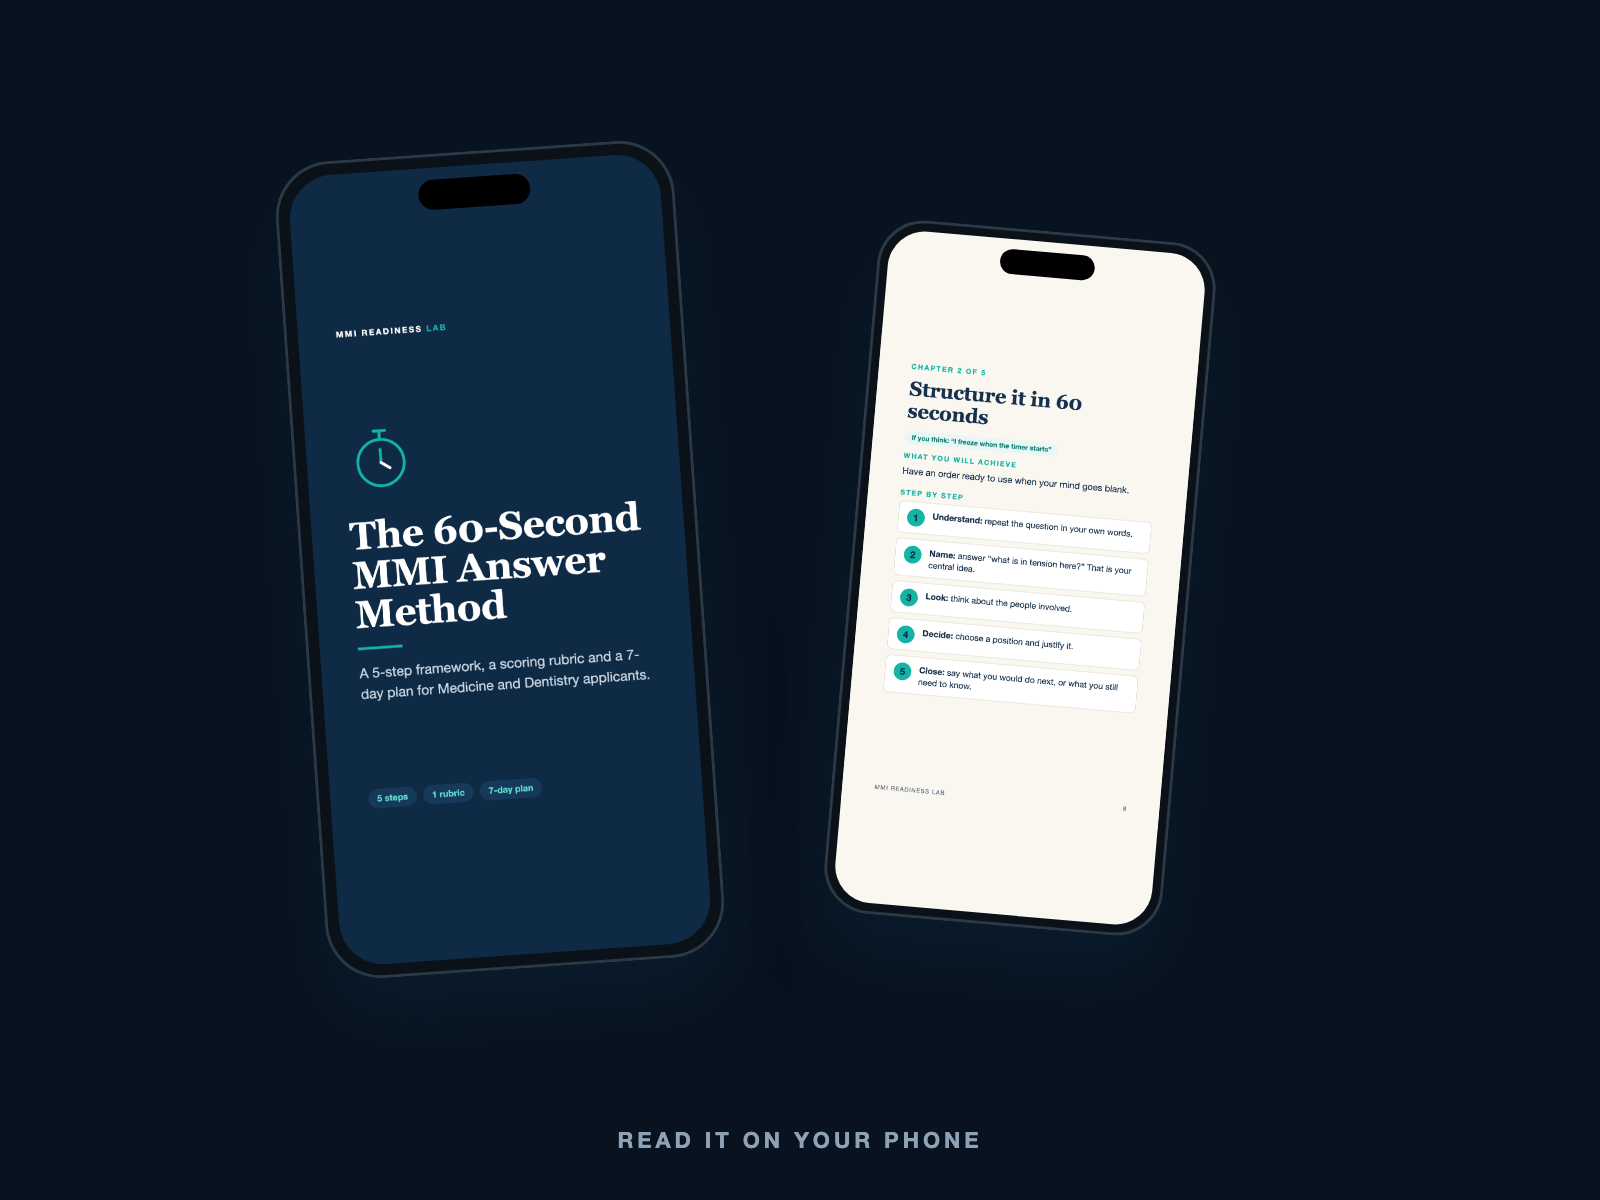 MMI READINESS LAB
The 60-Second
MMI Answer
Method
A 5-step framework, a scoring rubric and a 7-
day plan for Medicine and Dentistry applicants.
5 steps
1 rubric
7-day plan
CHAPTER 2 OF 5
Structure it in 60
seconds
If you think: "I freeze when the timer starts"
WHAT YOU WILL ACHIEVE
Have an order ready to use when your mind goes blank.
STEP BY STEP
1 Understand: repeat the question in your own words.
2 Name: answer "what is in tension here?" That is your
central idea.
3 Look: think about the people involved.
4 Decide: choose a position and justify it.
5 Close: say what you would do next, or what you still
need to know.
MMI READINESS LAB
8
READ IT ON YOUR PHONE